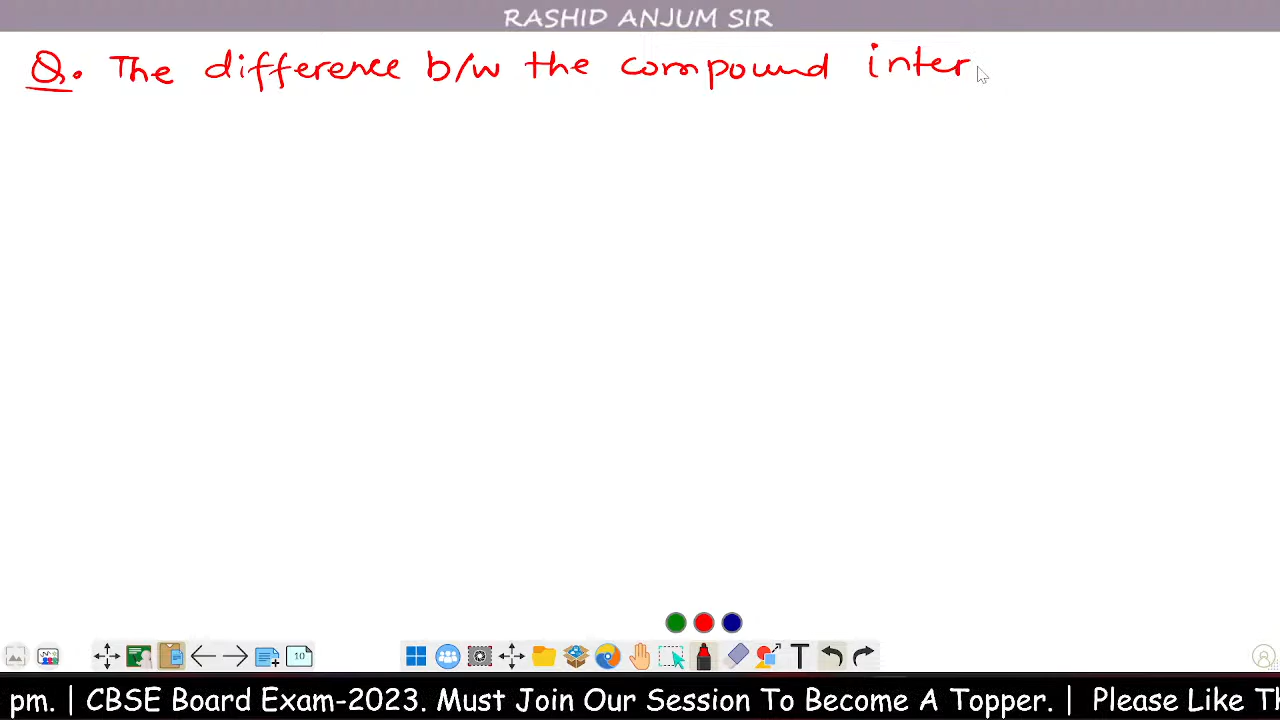 RASHID ANJUM SIR
Q. The difference b/w the compound inter
10
pm. | CBSE Board Exam-2023. Must Join Our Session To Become A Topper. | Please Like Th